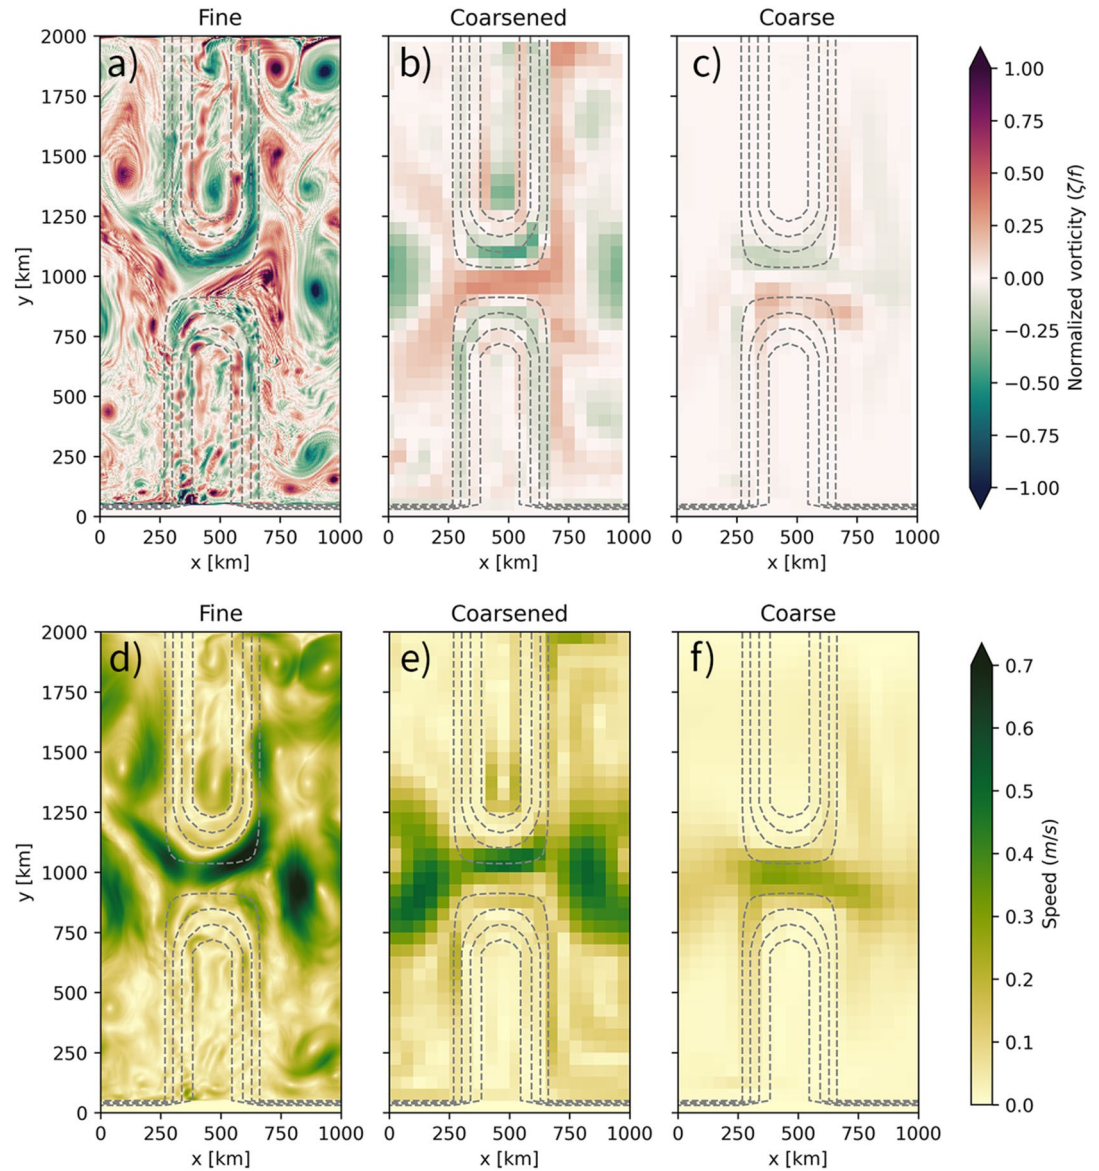 Fine Coarsened Coarse
a) b) c)
2000
1750
1500
1250
1000
750
500
250
0
y [km]
0 250 500 750 1000 0 250 500 750 1000 0 250 500 750 1000
x [km] x [km] x [km]
1.00
0.75
0.50
0.25
0.00
−0.25
−0.50
−0.75
−1.00
Normalized vorticity (ζ/f)
Fine Coarsened Coarse
d) e) f)
2000
1750
1500
1250
1000
750
500
250
0
y [km]
0 250 500 750 1000 0 250 500 750 1000 0 250 500 750 1000
x [km] x [km] x [km]
0.7
0.6
0.5
0.4
0.3
0.2
0.1
0.0
Speed (m/s)